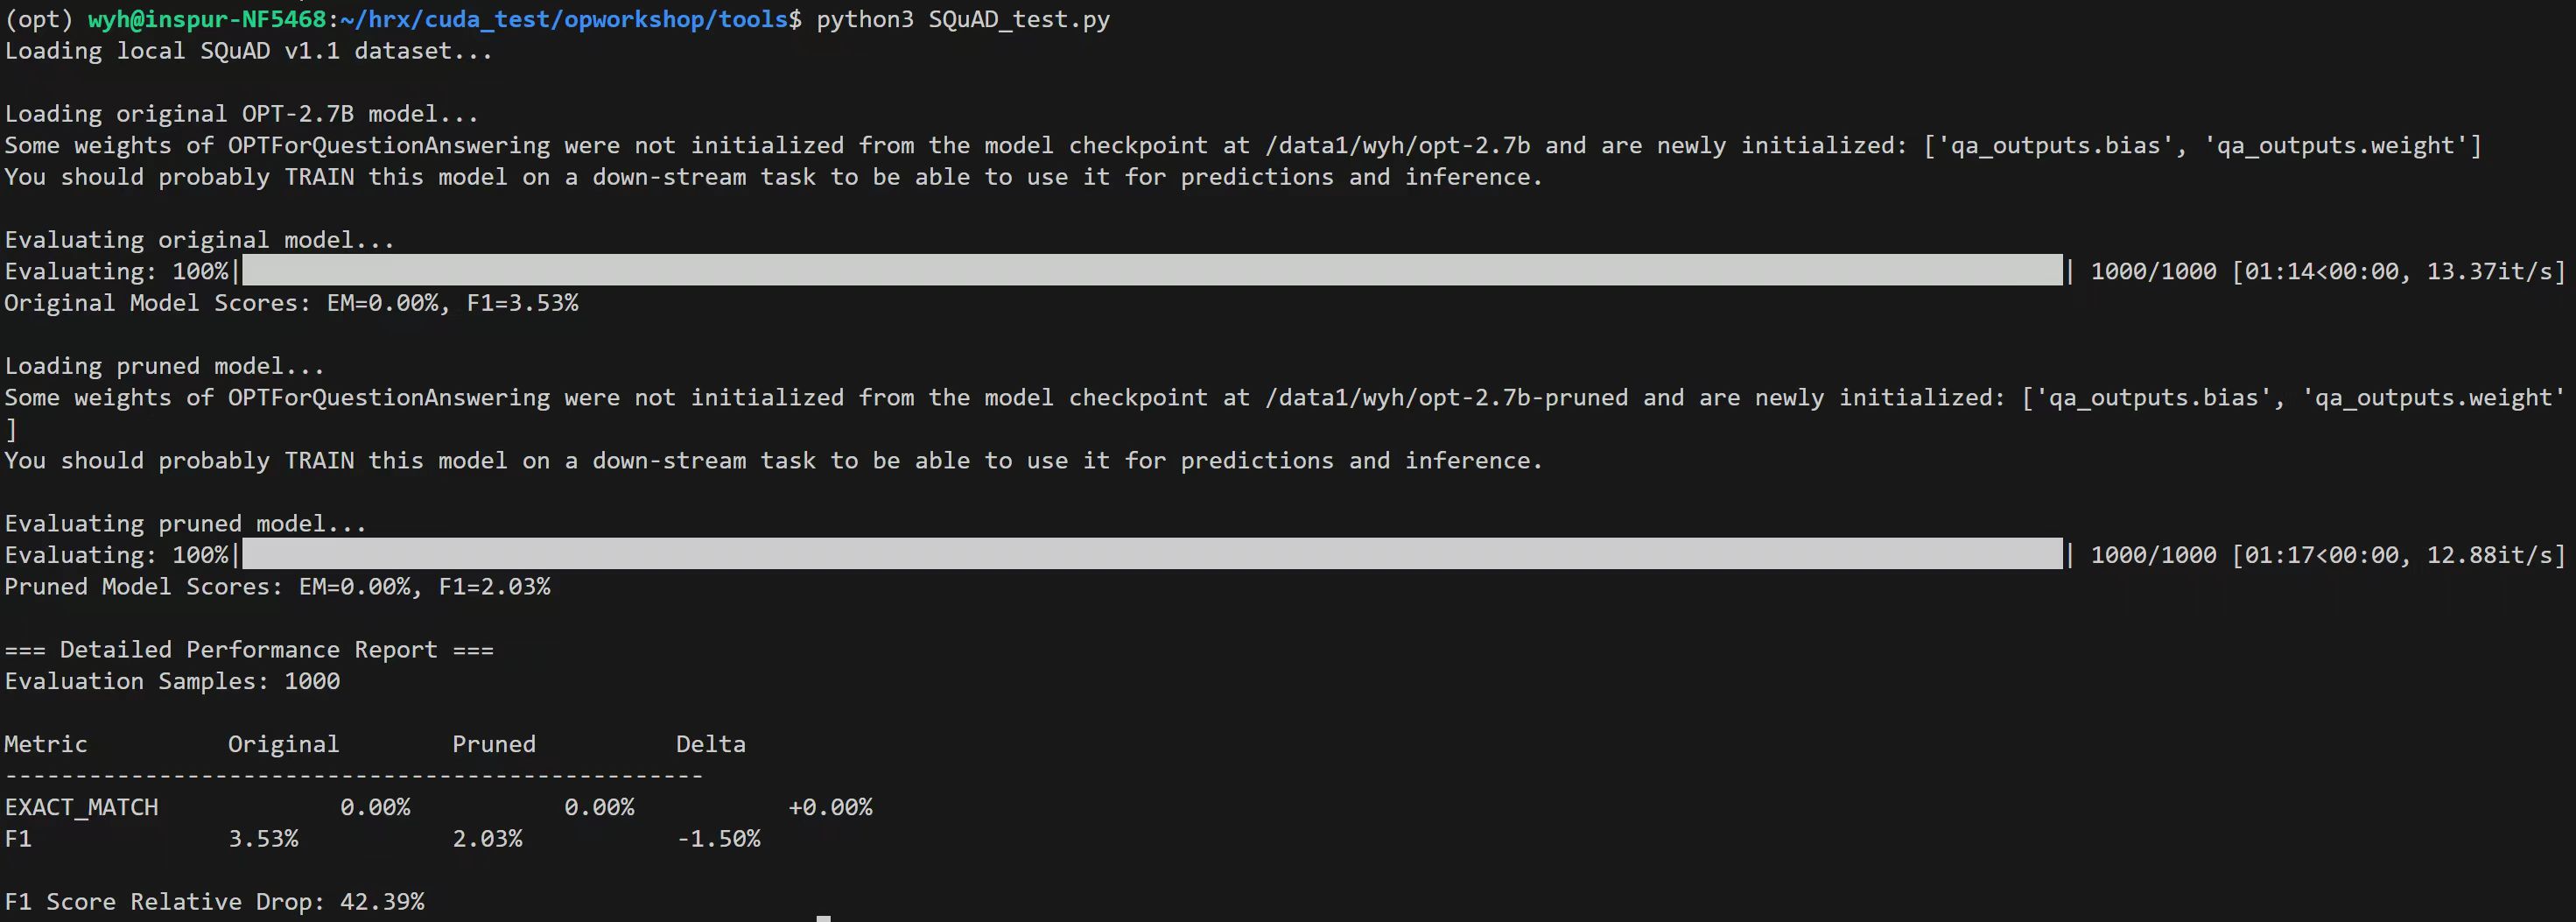 (opt) wyh@inspur-NF5468:~/hrx/cuda_test/opworkshop/tools$ python3 SQuAD_test.py
Loading local SQuAD v1.1 dataset...
Loading original OPT-2.7B model...
Some weights of OPTForQuestionAnswering were not initialized from the model checkpoint at /data1/wyh/opt-2.7b and are newly initialized: ['qa_outputs.bias', 'qa_outputs.weight']
You should probably TRAIN this model on a down-stream task to be able to use it for predictions and inference.
Evaluating original model...
Evaluating: 100%| | 1000/1000 [01:14<00:00, 13.37it/s]
Original Model Scores: EM=0.00%, F1=3.53%
Loading pruned model...
Some weights of OPTForQuestionAnswering were not initialized from the model checkpoint at /data1/wyh/opt-2.7b-pruned and are newly initialized: ['qa_outputs.bias', 'qa_outputs.weight'
]
You should probably TRAIN this model on a down-stream task to be able to use it for predictions and inference.
Evaluating pruned model...
Evaluating: 100%| | 1000/1000 [01:17<00:00, 12.88it/s]
Pruned Model Scores: EM=0.00%, F1=2.03%
=== Detailed Performance Report ===
Evaluation Samples: 1000
Metric Original Pruned Delta
--------------------------------------------------
EXACT_MATCH 0.00% 0.00% +0.00%
F1 3.53% 2.03% -1.50%
F1 Score Relative Drop: 42.39%